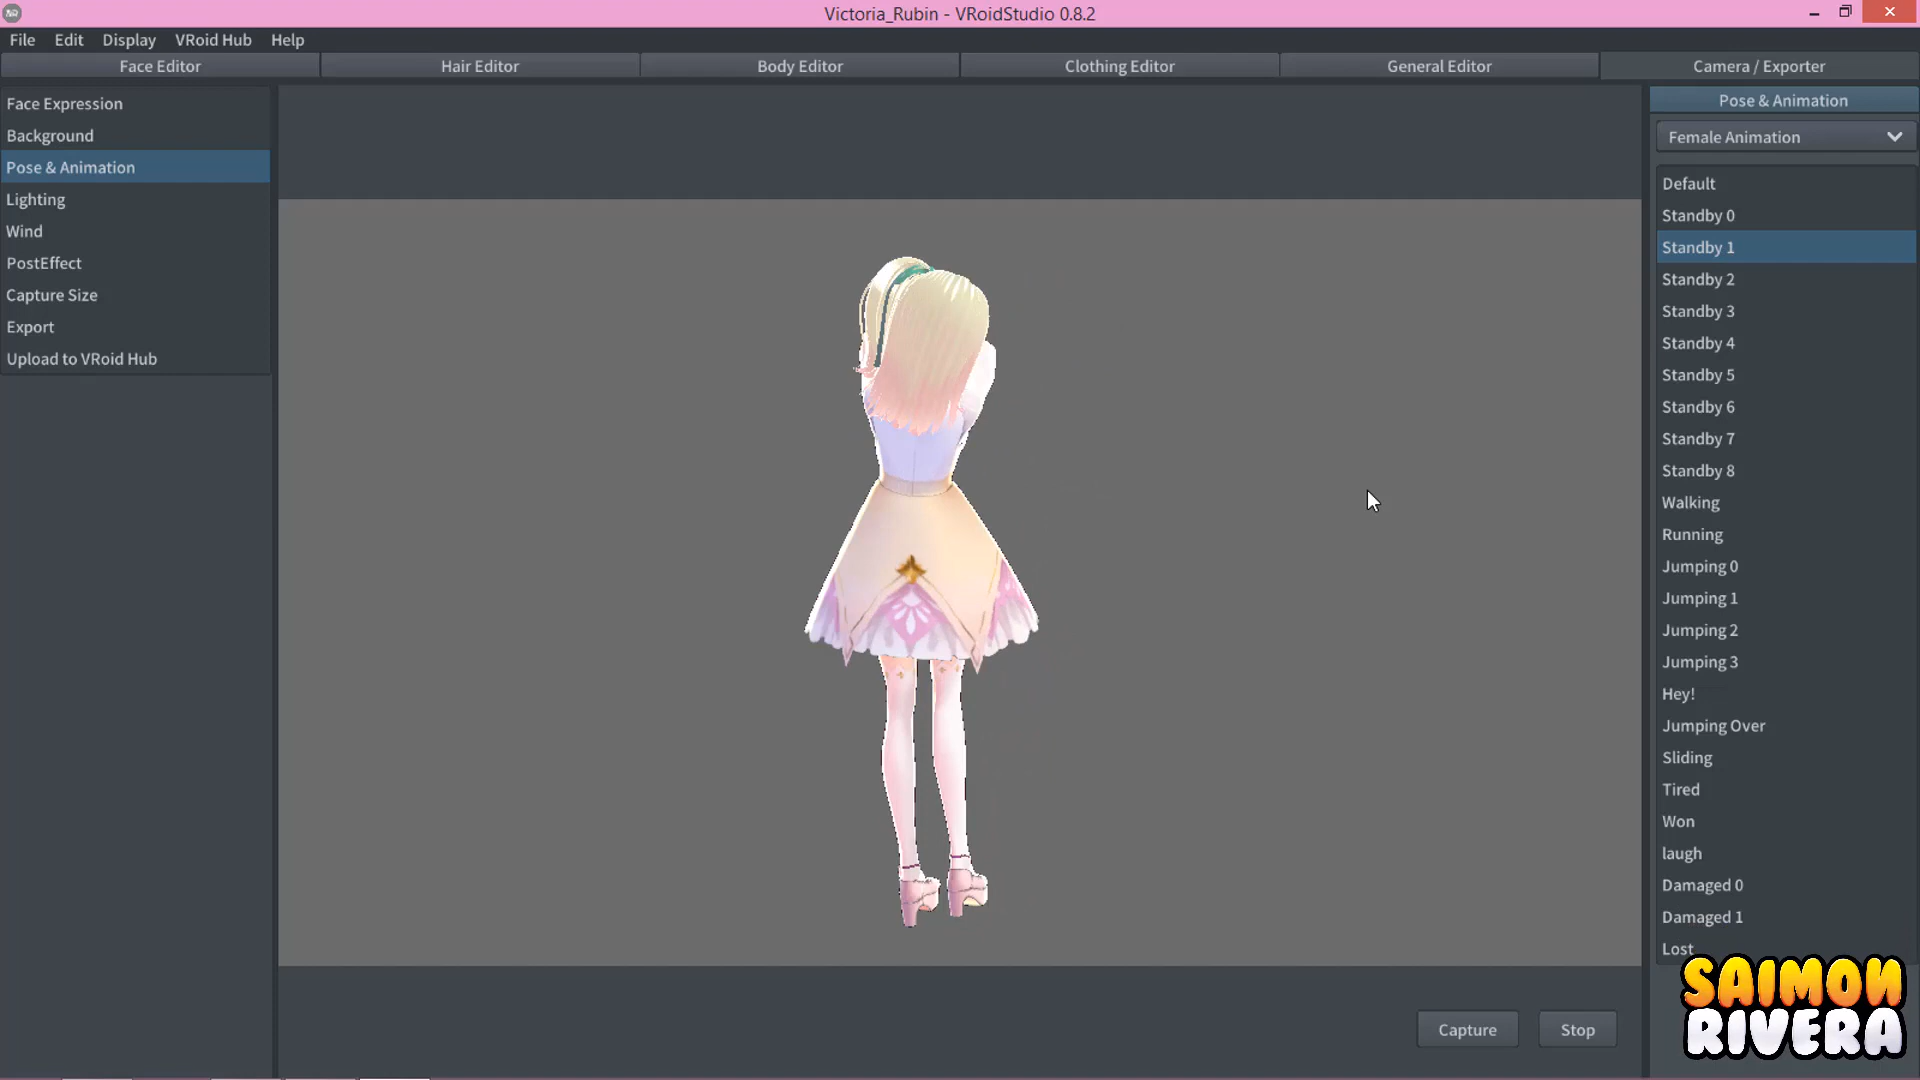 Victoria_Rubin - VRoidStudio 0.8.2
File Edit Display VRoid Hub Help
Face Editor Hair Editor Body Editor Clothing Editor General Editor Camera / Exporter
Face Expression
Background
Pose & Animation
Lighting
Wind
PostEffect
Capture Size
Export
Upload to VRoid Hub
Pose & Animation
Female Animation
Default
Standby 0
Standby 1
Standby 2
Standby 3
Standby 4
Standby 5
Standby 6
Standby 7
Standby 8
Walking
Running
Jumping 0
Jumping 1
Jumping 2
Jumping 3
Hey!
Jumping Over
Sliding
Tired
Won
laugh
Damaged 0
Damaged 1
Lost
Capture Stop
SAIMON
RIVERA